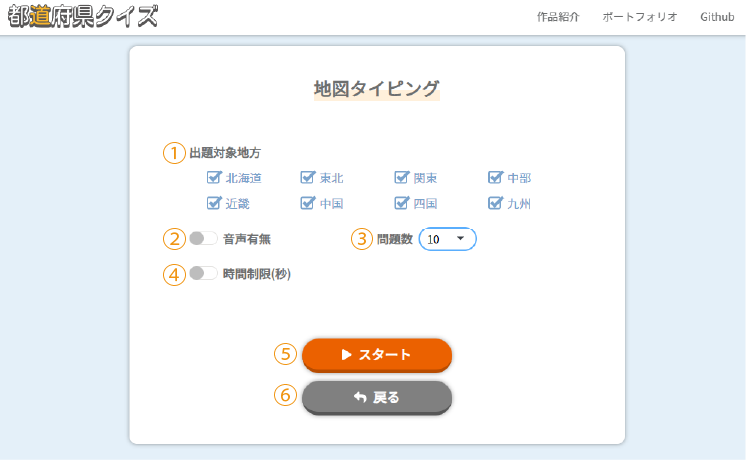 都道府県クイズ 作品紹介 ポートフォリオ Github
地図タイピング
① 出題対象地方
北海道 東北 関東 中部
近畿 中国 四国 九州
② 音声有無 ③ 問題数 10
④ 時間制限(秒)
⑤ スタート
⑥ 戻る